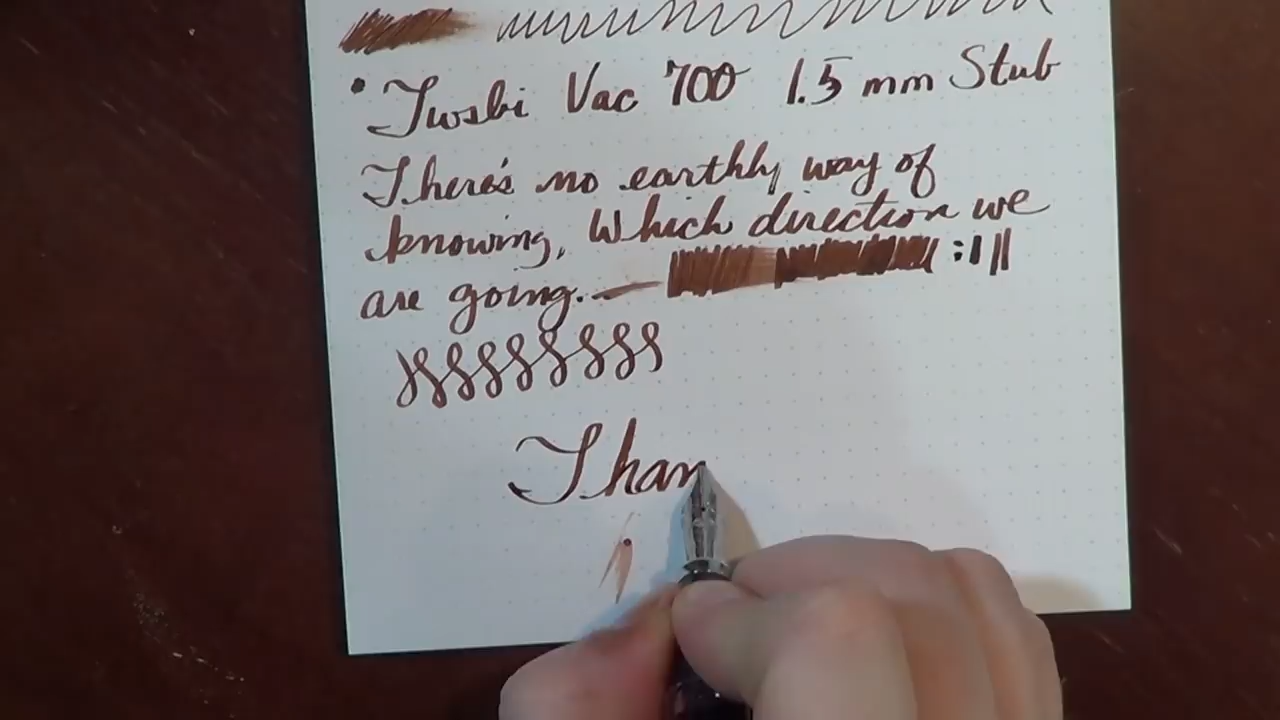 • Twsbi Vac 700 1.5 mm Stub
There's no earthly way of
knowing, Which direction we
are going.
Than